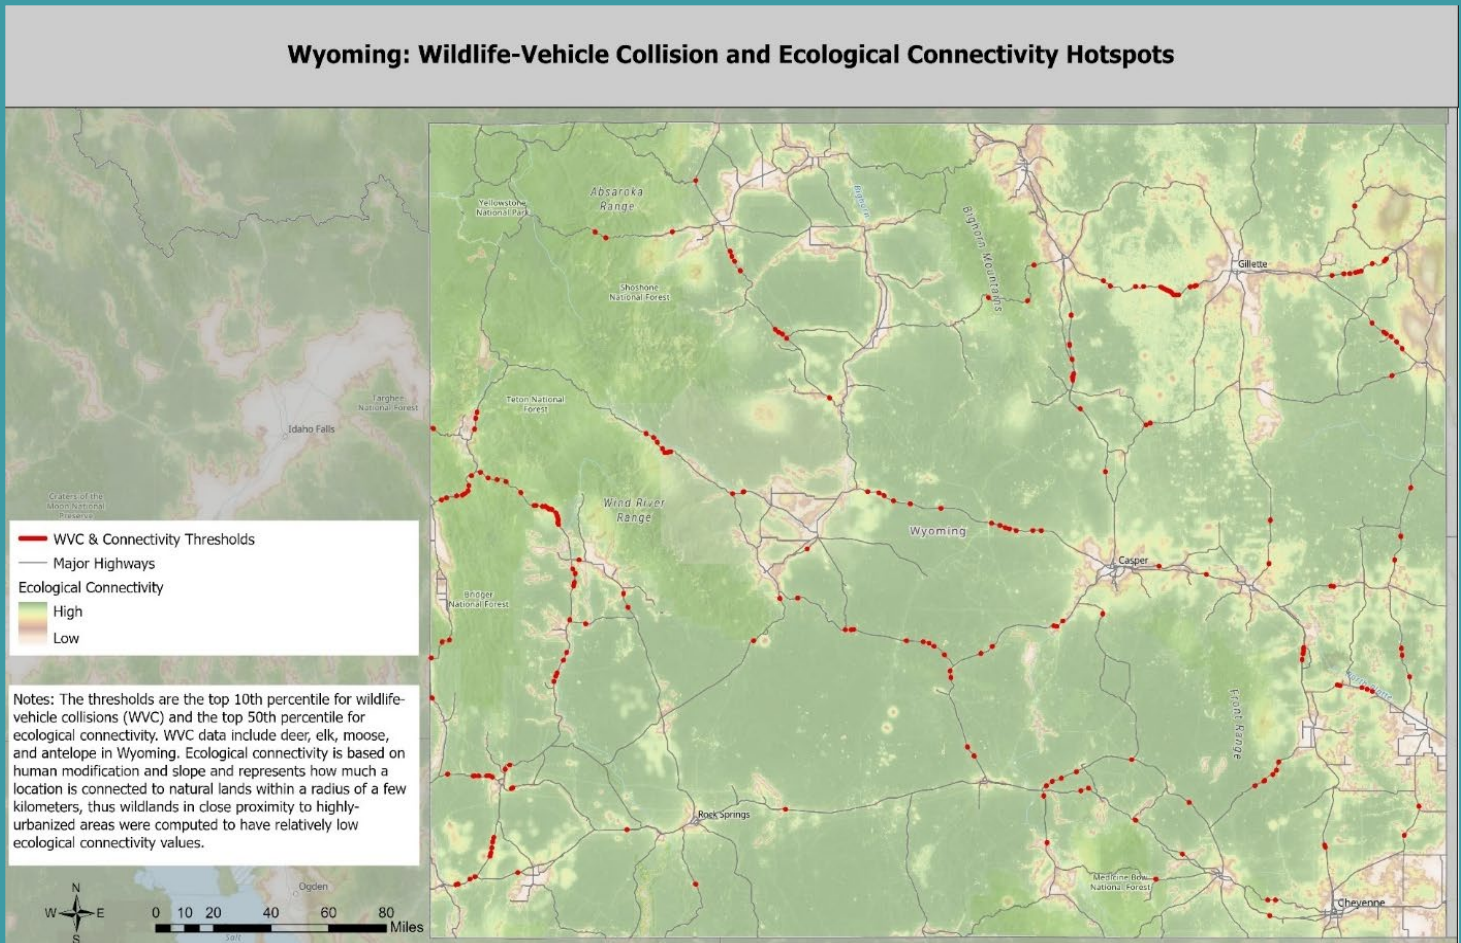 Wyoming: Wildlife-Vehicle Collision and Ecological Connectivity Hotspots
Absaroka
Range
Yellowstone
National Park
Bighorn
Bighorn Mountains
Gillette
Shoshone
National Forest
Targhee
National Forest
Teton National
Forest
Idaho Falls
Craters of the
Moon National
Preserve
Wind River
Range
Wyoming
Casper
WVC & Connectivity Thresholds
Major Highways
Ecological Connectivity
High
Low
Bridger
National Forest
Notes: The thresholds are the top 10th percentile for wildlife-
vehicle collisions (WVC) and the top 50th percentile for
ecological connectivity. WVC data include deer, elk, moose,
and antelope in Wyoming. Ecological connectivity is based on
human modification and slope and represents how much a
location is connected to natural lands within a radius of a few
kilometers, thus wildlands in close proximity to highly-
urbanized areas were computed to have relatively low
ecological connectivity values.
Front Range
Rock Springs
Medicine Bow
National Forest
Cheyenne
Ogden
Salt
N
W E
S
0 10 20 40 60 80
Miles